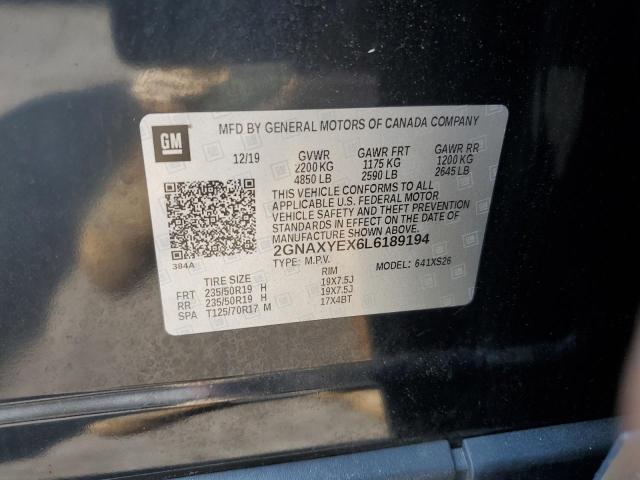 GM
MFD BY GENERAL MOTORS OF CANADA COMPANY
12/19 GVWR GAWR FRT GAWR RR
2200 KG 1175 KG 1200 KG
4850 LB 2590 LB 2645 LB
THIS VEHICLE CONFORMS TO ALL
APPLICABLE U.S. FEDERAL MOTOR
VEHICLE SAFETY AND THEFT PREVENTION
STANDARDS IN EFFECT ON THE DATE OF
MANUFACTURE SHOWN ABOVE.
2GNAXYEX6L6189194
384A
TYPE: M.P.V. MODEL: 641XS26
TIRE SIZE RIM
FRT 235/50R19 H 19X7.5J
RR 235/50R19 H 19X7.5J
SPA T125/70R17 M 17X4BT